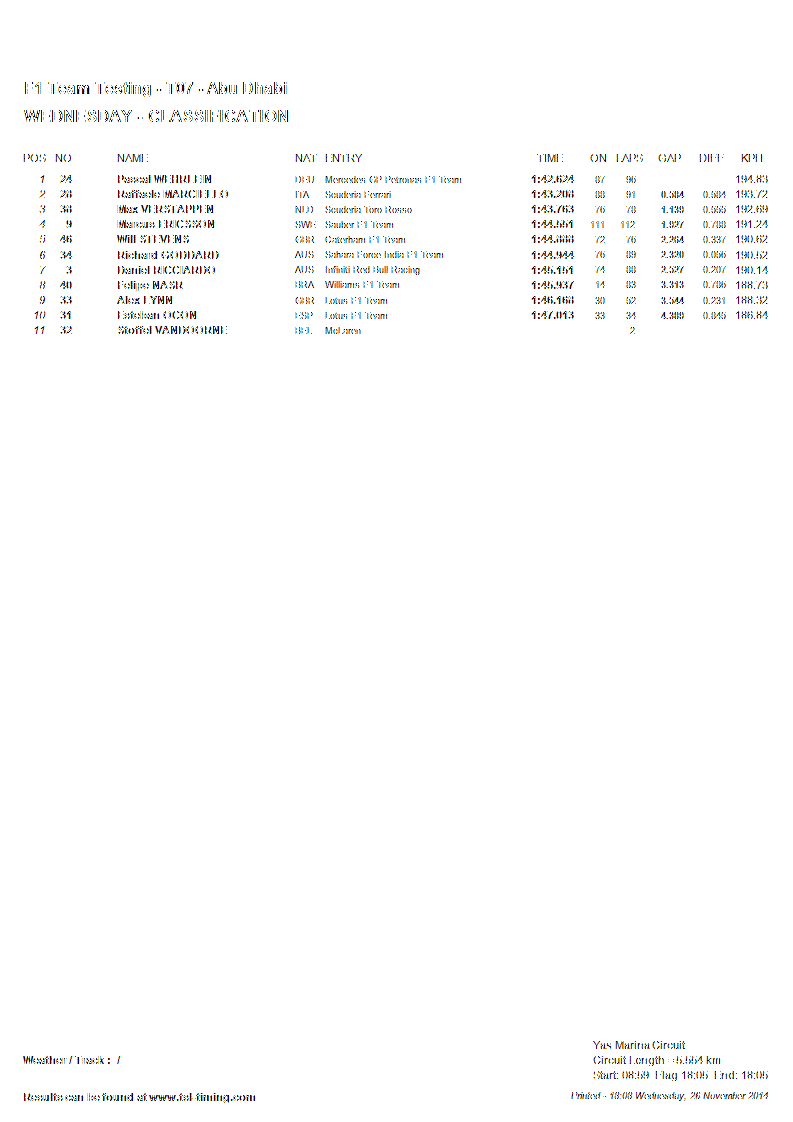 F1 Team Testing - T07 - Abu Dhabi
WEDNESDAY - CLASSIFICATION
POS NO NAME NAT ENTRY TIME ON LAPS GAP DIFF KPH
1 24 Pascal WEHRLEIN DEU Mercedes GP Petronas F1 Team 1:42.624 87 96 194.83
2 28 Raffaele MARCIELLO ITA Scuderia Ferrari 1:43.208 88 91 0.584 0.584 193.72
3 38 Max VERSTAPPEN NLD Scuderia Toro Rosso 1:43.763 76 78 1.139 0.555 192.69
4 9 Marcus ERICSSON SWE Sauber F1 Team 1:44.551 111 112 1.927 0.788 191.24
5 46 Will STEVENS GBR Caterham F1 Team 1:44.888 72 76 2.264 0.337 190.62
6 34 Richard GODDARD AUS Sahara Force India F1 Team 1:44.944 76 89 2.320 0.056 190.52
7 3 Daniel RICCIARDO AUS Infiniti Red Bull Racing 1:45.151 74 88 2.527 0.207 190.14
8 40 Felipe NASR BRA Williams F1 Team 1:45.937 14 83 3.313 0.786 188.73
9 33 Alex LYNN GBR Lotus F1 Team 1:46.168 30 52 3.544 0.231 188.32
10 31 Esteban OCON ESP Lotus F1 Team 1:47.013 33 34 4.389 0.845 186.84
11 32 Stoffel VANDOORNE BEL McLaren 2
Yas Marina Circuit
Weather / Track : /
Circuit Length : 5.554 km
Start: 08:59 Flag 18:05 End: 18:05
Results can be found at www.tsl-timing.com
Printed - 18:06 Wednesday, 26 November 2014